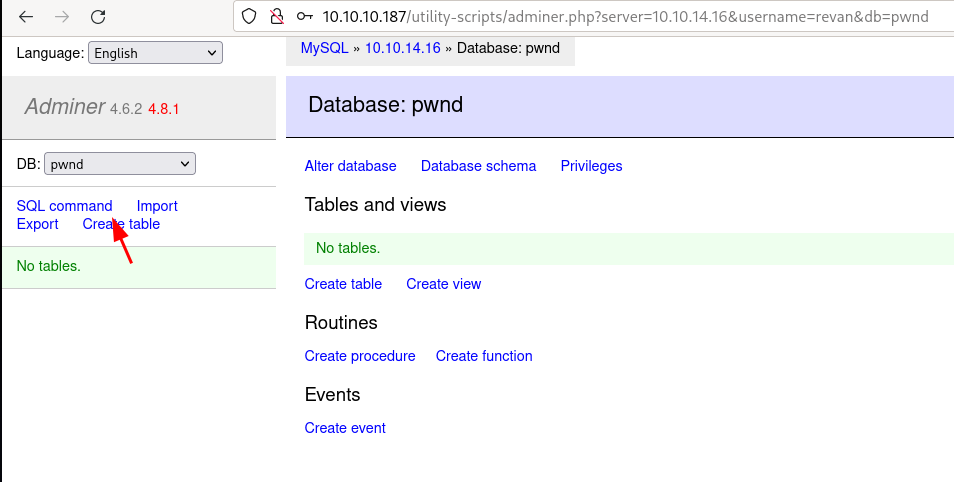 10.10.10.187/utility-scripts/adminer.php?server=10.10.14.16&username=revan&db=pwnd
Language: English
MySQL » 10.10.14.16 » Database: pwnd
Adminer 4.6.2 4.8.1
Database: pwnd
DB: pwnd
Alter database Database schema Privileges
SQL command Import
Export Create table
No tables.
Tables and views
No tables.
Create table Create view
Routines
Create procedure Create function
Events
Create event